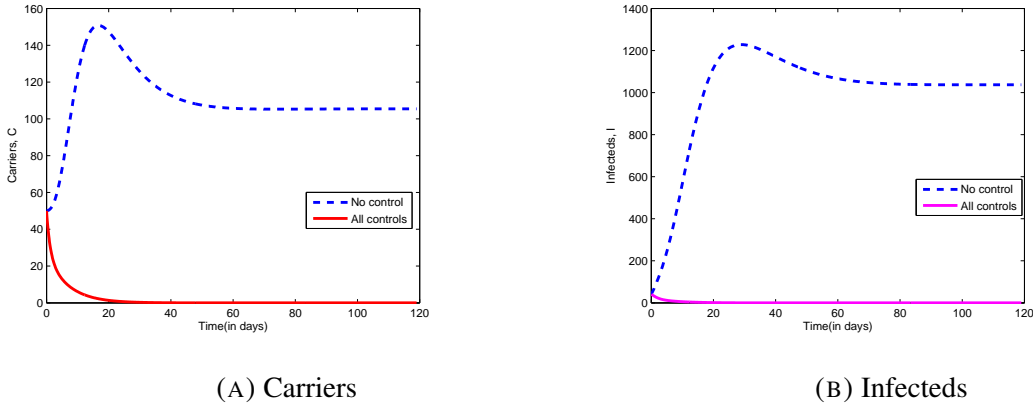 160
140
120
100
80
60
40
20
0
Carriers, C
0 20 40 60 80 100 120
Time(in days)
No control
All controls
(A) Carriers
1400
1200
1000
800
600
400
200
0
Infecteds, I
0 20 40 60 80 100 120
Time(in days)
No control
All controls
(B) Infecteds